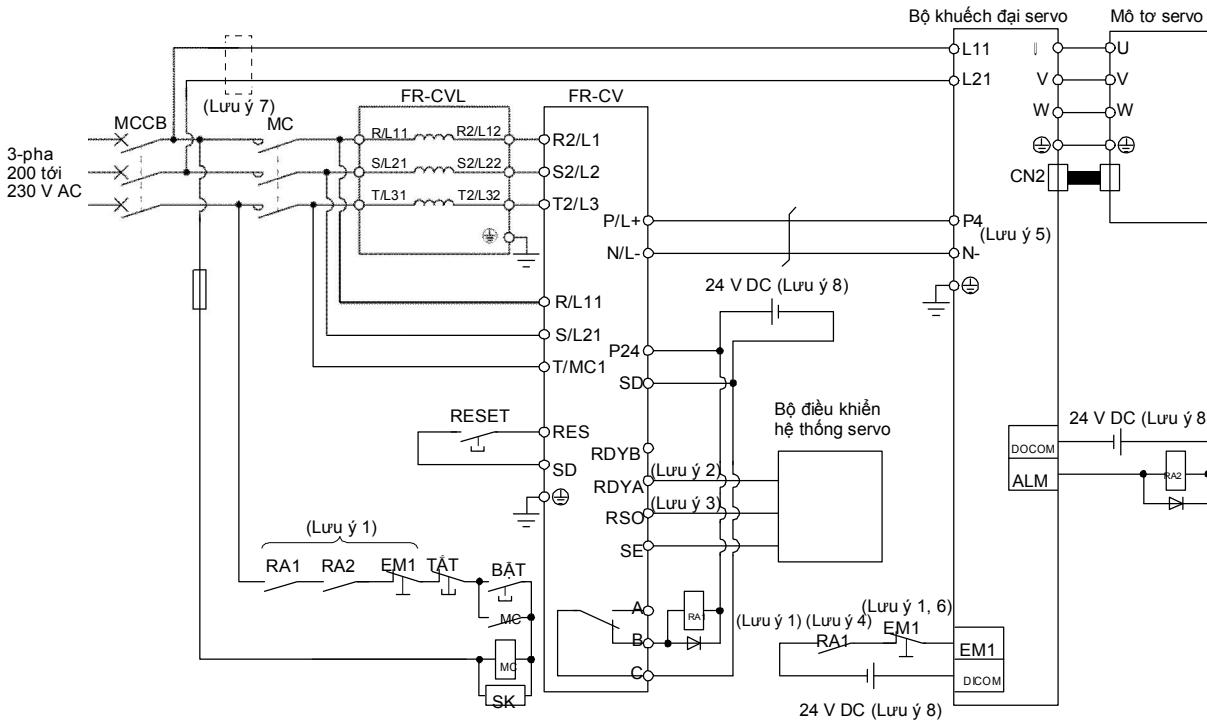 Bộ khuếch đại servo
Mô tơ servo
L11
U
U
L21
V
V
W
W
CN2
(Lưu ý 7)
FR-CVL
FR-CV
MCCB
MC
3-pha
200 tới
230 V AC
R/L11
R2/L12
R2/L1
S/L21
S2/L22
S2/L2
T/L31
T2/L32
T2/L3
P/L+
P4
(Lưu ý 5)
N/L-
N-
24 V DC (Lưu ý 8)
R/L11
S/L21
P24
T/MC1
SD
Bộ điều khiển
hệ thống servo
24 V DC (Lưu ý 8
RESET
RES
RDYB
DOCOM
RA2
SD
RDYA
(Lưu ý 2)
ALM
RSO
(Lưu ý 3)
SE
(Lưu ý 1)
RA1
RA2
EM1
TẮT
BẬT
MC
A
RA1
B
C
(Lưu ý 1) (Lưu ý 4)
(Lưu ý 1, 6)
RA1
EM1
EM1
DICOM
24 V DC (Lưu ý 8)
MC
SK